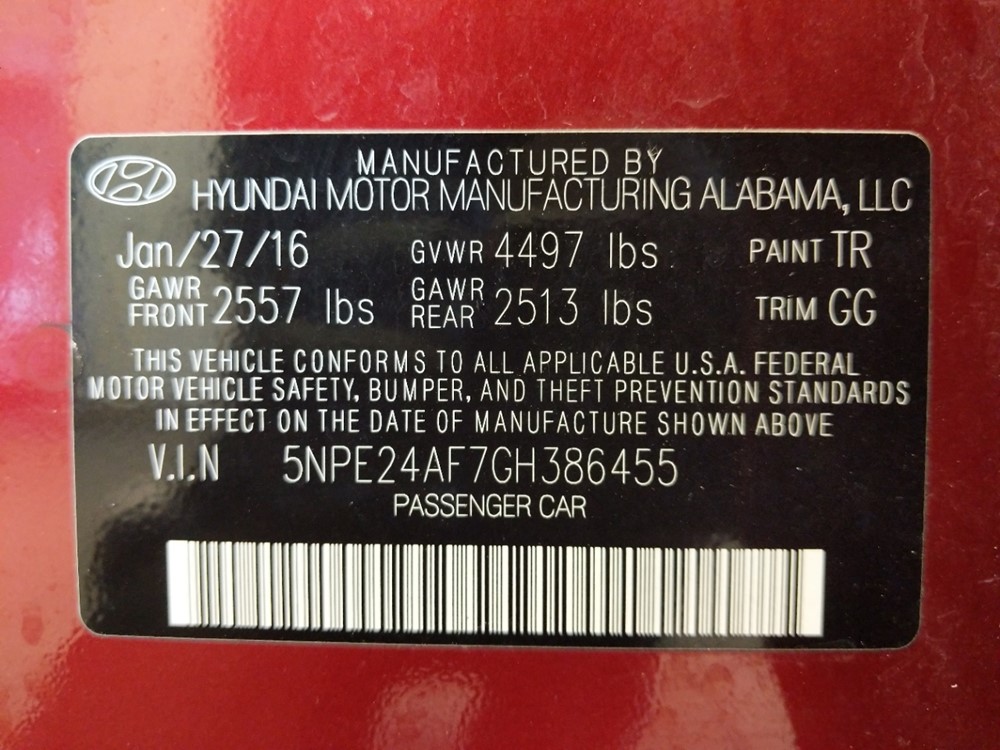 MANUFACTURED BY
HYUNDAI MOTOR MANUFACTURING ALABAMA, LLC
Jan/27/16 GVWR 4497 lbs PAINT TR
GAWR FRONT 2557 lbs GAWR REAR 2513 lbs TRIM GG
THIS VEHICLE CONFORMS TO ALL APPLICABLE U.S.A. FEDERAL
MOTOR VEHICLE SAFETY, BUMPER, AND THEFT PREVENTION STANDARDS
IN EFFECT ON THE DATE OF MANUFACTURE SHOWN ABOVE
V.I.N 5NPE24AF7GH386455
PASSENGER CAR